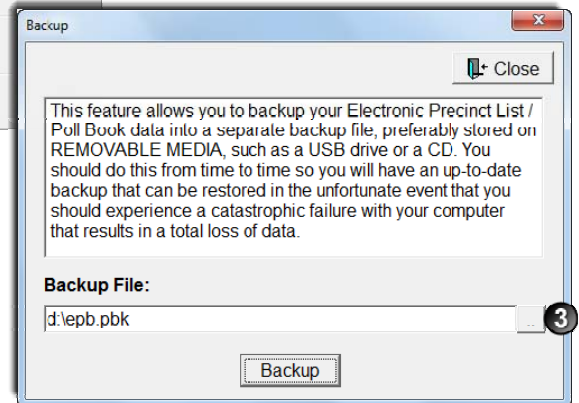 Backup
Close
This feature allows you to backup your Electronic Precinct List /
Poll Book data into a separate backup file, preferably stored on
REMOVABLE MEDIA, such as a USB drive or a CD. You
should do this from time to time so you will have an up-to-date
backup that can be restored in the unfortunate event that you
should experience a catastrophic failure with your computer
that results in a total loss of data.
Backup File:
d:\epb.pbk
.. 3
Backup